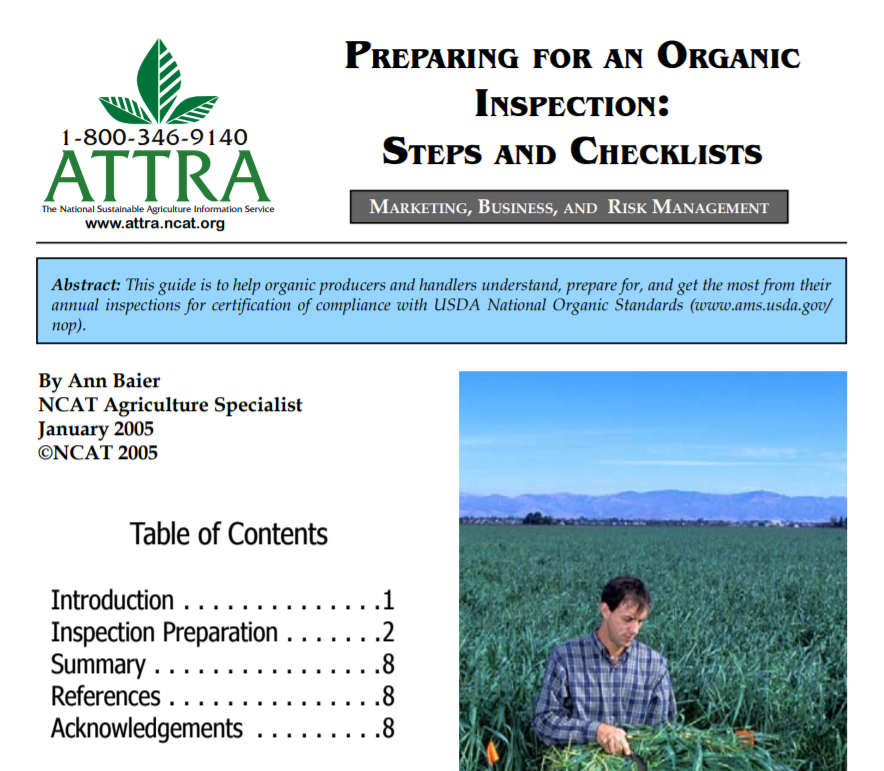 PREPARING FOR AN ORGANIC
INSPECTION:
STEPS AND CHECKLISTS
MARKETING, BUSINESS, AND RISK MANAGEMENT
1-800-346-9140
ATTRA
The National Sustainable Agriculture Information Service
www.attra.ncat.org
Abstract: This guide is to help organic producers and handlers understand, prepare for, and get the most from their
annual inspections for certification of compliance with USDA National Organic Standards (www.ams.usda.gov/
nop).
By Ann Baier
NCAT Agriculture Specialist
January 2005
©NCAT 2005
Table of Contents
Introduction . . . . . . . . . . . . . . 1
Inspection Preparation . . . . . . . 2
Summary . . . . . . . . . . . . . . . . 8
References . . . . . . . . . . . . . . . 8
Acknowledgements . . . . . . . . . 8